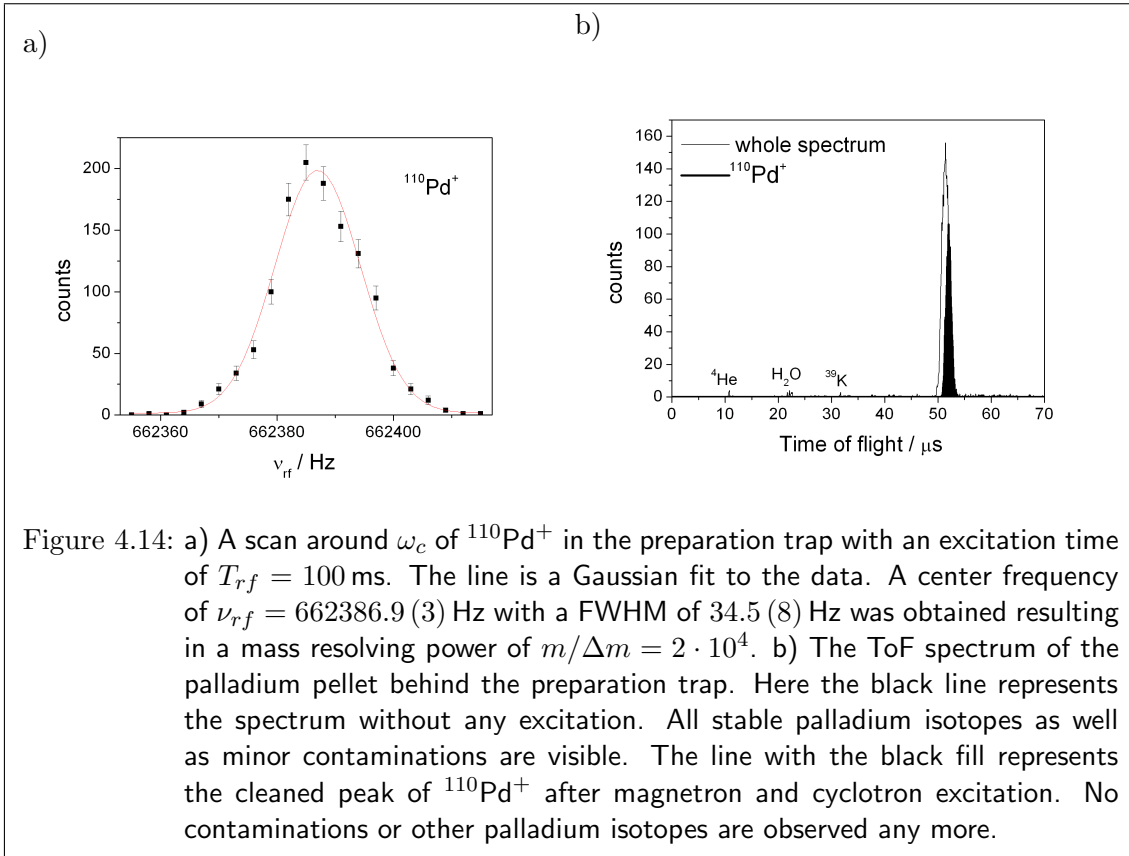 a)
b)
200
150
100
50
0
counts
¹¹⁰Pd⁺
662360
662380
662400
ν_rf / Hz
160
140
120
100
80
60
40
20
0
counts
whole spectrum
¹¹⁰Pd⁺
⁴He
H₂O
³⁹K
0 10 20 30 40 50 60 70
Time of flight / μs
Figure 4.14: a) A scan around ω_c of ¹¹⁰Pd⁺ in the preparation trap with an excitation time
of T_rf = 100 ms. The line is a Gaussian fit to the data. A center frequency
of ν_rf = 662386.9 (3) Hz with a FWHM of 34.5 (8) Hz was obtained resulting
in a mass resolving power of m/Δm = 2 · 10⁴. b) The ToF spectrum of the
palladium pellet behind the preparation trap. Here the black line represents
the spectrum without any excitation. All stable palladium isotopes as well
as minor contaminations are visible. The line with the black fill represents
the cleaned peak of ¹¹⁰Pd⁺ after magnetron and cyclotron excitation. No
contaminations or other palladium isotopes are observed any more.